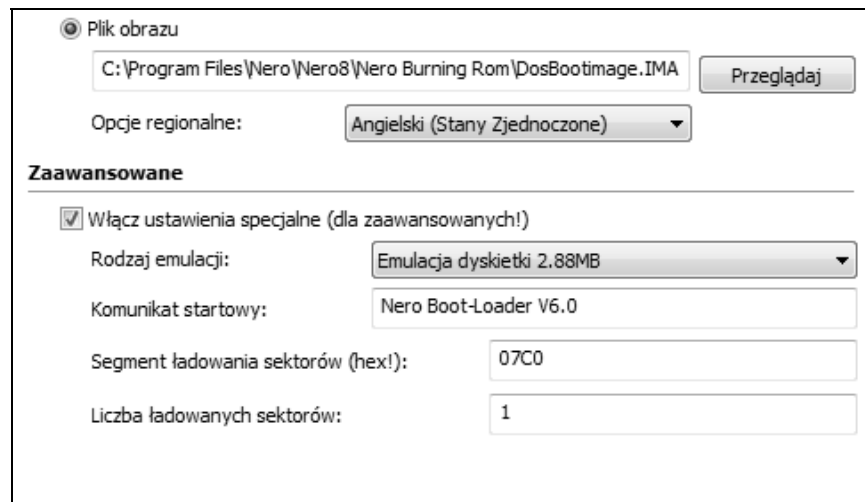 Plik obrazu
C:\Program Files\Nero\Nero8\Nero Burning Rom\DosBootimage.IMA
Przeglądaj
Opcje regionalne: Angielski (Stany Zjednoczone)
Zaawansowane
Włącz ustawienia specjalne (dla zaawansowanych!)
Rodzaj emulacji: Emulacja dyskietki 2.88MB
Komunikat startowy: Nero Boot-Loader V6.0
Segment ładowania sektorów (hex!): 07C0
Liczba ładowanych sektorów: 1